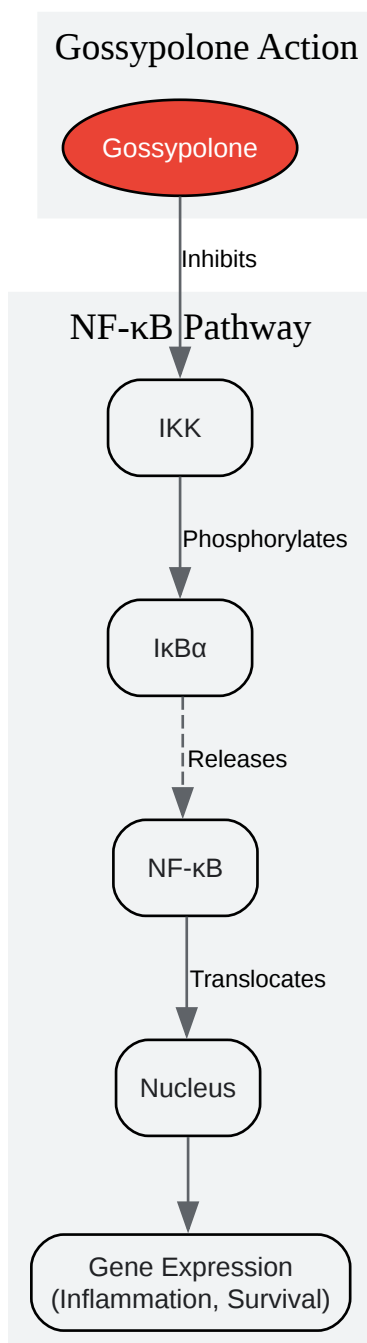 Gossypolone Action
Gossypolone
Inhibits
NF-κB Pathway
IKK
Phosphorylates
IκBα
Releases
NF-κB
Translocates
Nucleus
Gene Expression
(Inflammation, Survival)